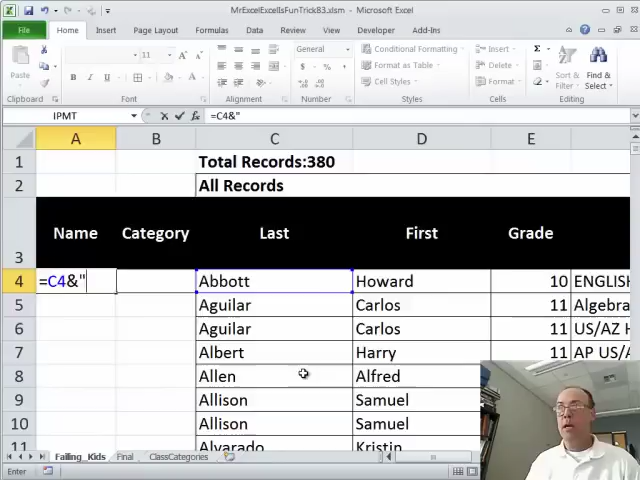 MrExcelExcelIsFunTrick83.xlsm - Microsoft Excel
File Home Insert Page Layout Formulas Data Review View Developer Add-Ins
Paste
11
General
Conditional Formatting
Format as Table
Cell Styles
Insert
Delete
Format
Sort & Filter
Find & Select
Clipboard Font Alignment Number Styles Cells Editing
IPMT =C4&"
A B C D E
1 Total Records:380
2 All Records
3 Name Category Last First Grade
4 =C4&" Abbott Howard 10 ENGLISH
5 Aguilar Carlos 11 Algebra
6 Aguilar Carlos 11 US/AZ H
7 Albert Harry 11 AP US/A
8 Allen Alfred
9 Allison Samuel
10 Allison Samuel
11 Alvarado Kristin
Failing_Kids Final ClassCategories
Enter